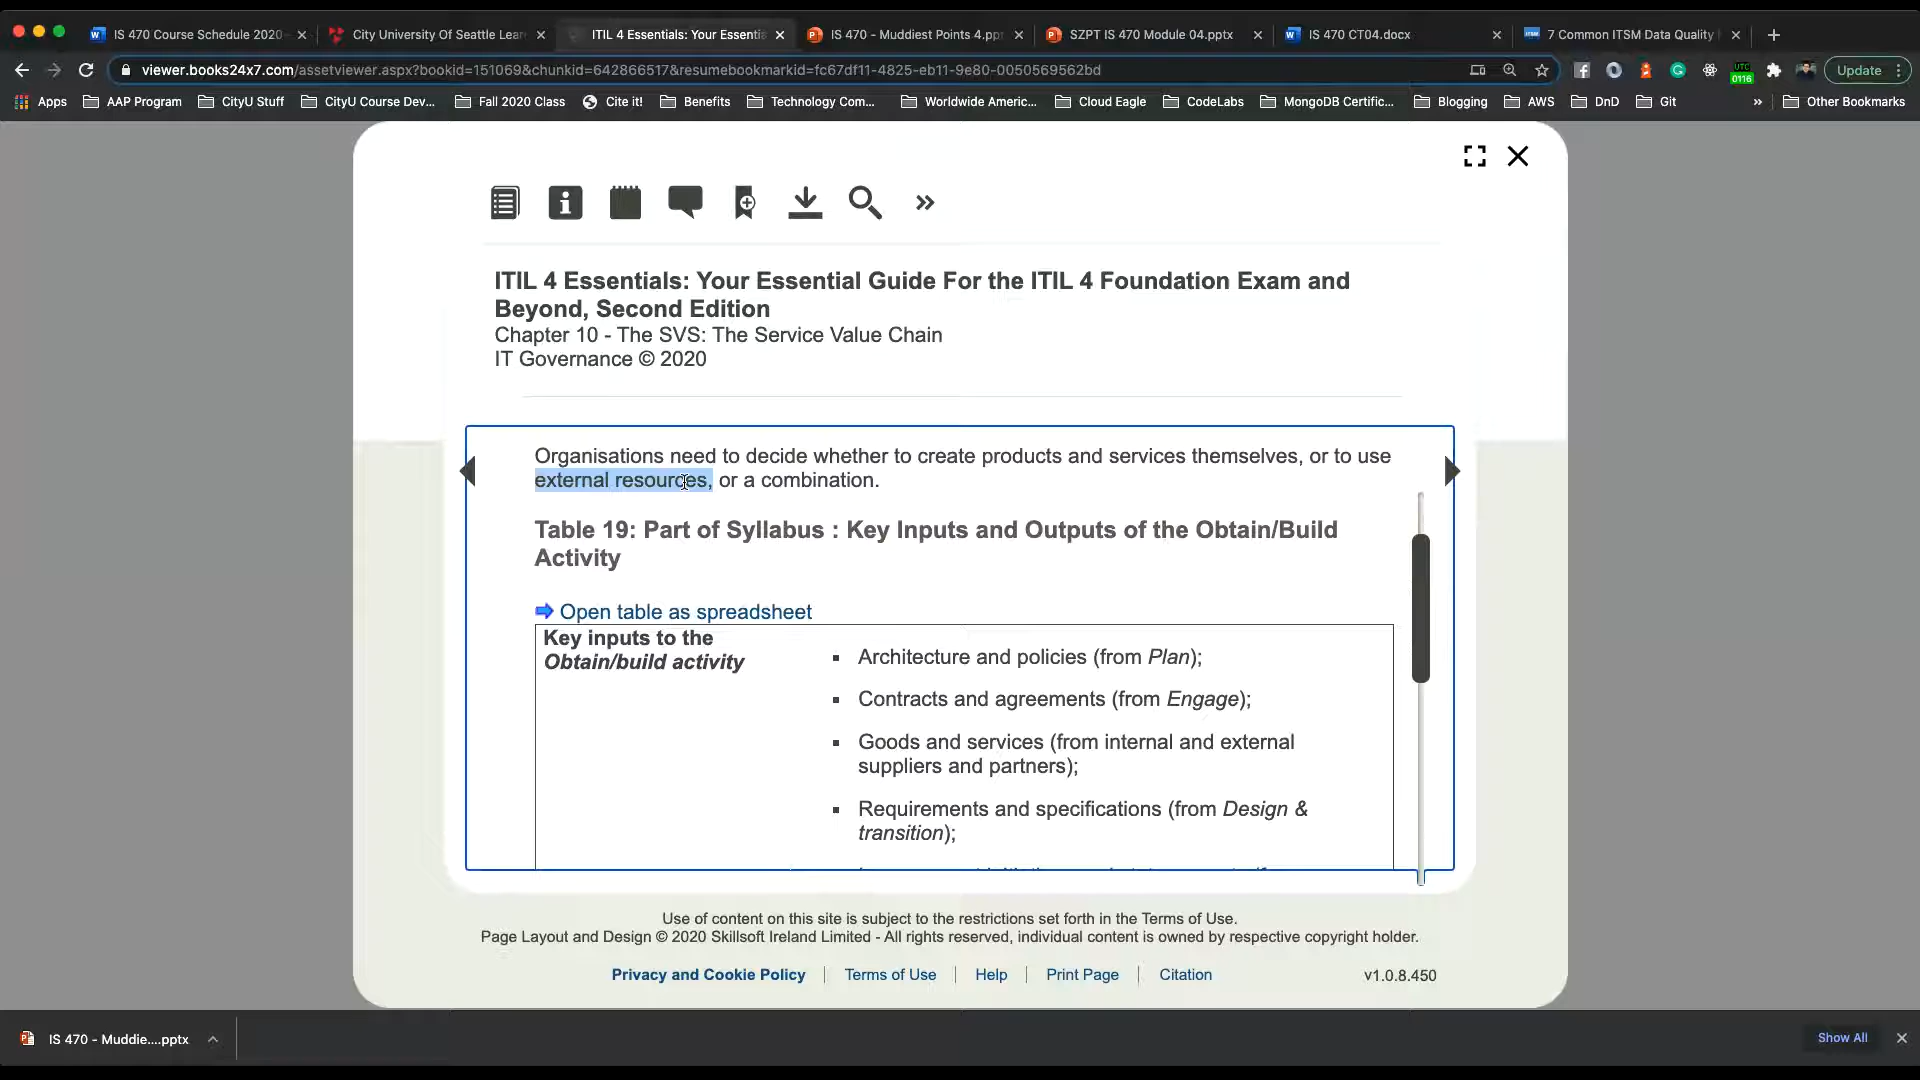 IS 470 Course Schedule 2020
City University Of Seattle Lear
ITIL 4 Essentials: Your Essentia
IS 470 - Muddiest Points 4.pp
SZPT IS 470 Module 04.pptx
IS 470 CT04.docx
7 Common ITSM Data Quality
viewer.books24x7.com/assetviewer.aspx?bookid=151069&chunkid=642866517&resumebookmarkid=fc67df11-4825-eb11-9e80-0050569562bd
UTC
0116
Update
Apps
AAP Program
CityU Stuff
CityU Course Dev...
Fall 2020 Class
Cite it!
Benefits
Technology Com...
Worldwide Americ...
Cloud Eagle
CodeLabs
MongoDB Certific...
Blogging
AWS
DnD
Git
»
Other Bookmarks
ITIL 4 Essentials: Your Essential Guide For the ITIL 4 Foundation Exam and
Beyond, Second Edition
Chapter 10 - The SVS: The Service Value Chain
IT Governance © 2020
Organisations need to decide whether to create products and services themselves, or to use
external resources, or a combination.
Table 19: Part of Syllabus : Key Inputs and Outputs of the Obtain/Build
Activity
Open table as spreadsheet
Key inputs to the
Obtain/build activity
Architecture and policies (from Plan);
Contracts and agreements (from Engage);
Goods and services (from internal and external
suppliers and partners);
Requirements and specifications (from Design &
transition);
Use of content on this site is subject to the restrictions set forth in the Terms of Use.
Page Layout and Design © 2020 Skillsoft Ireland Limited - All rights reserved, individual content is owned by respective copyright holder.
Privacy and Cookie Policy
Terms of Use
Help
Print Page
Citation
v1.0.8.450
IS 470 - Muddie....pptx
Show All